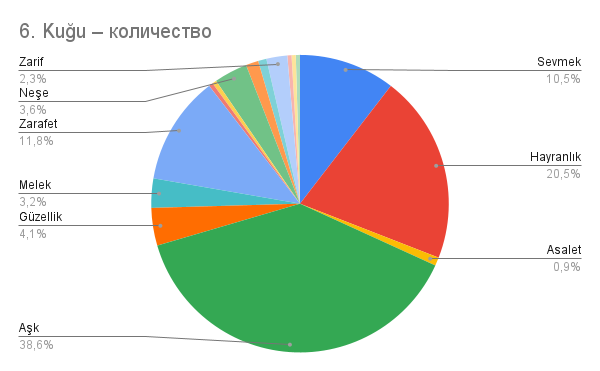 6. Kuğu – количество
Zarif
2,3%
Neşe
3,6%
Zarafet
11,8%
Melek
3,2%
Güzellik
4,1%
Aşk
38,6%
Sevmek
10,5%
Hayranlık
20,5%
Asalet
0,9%